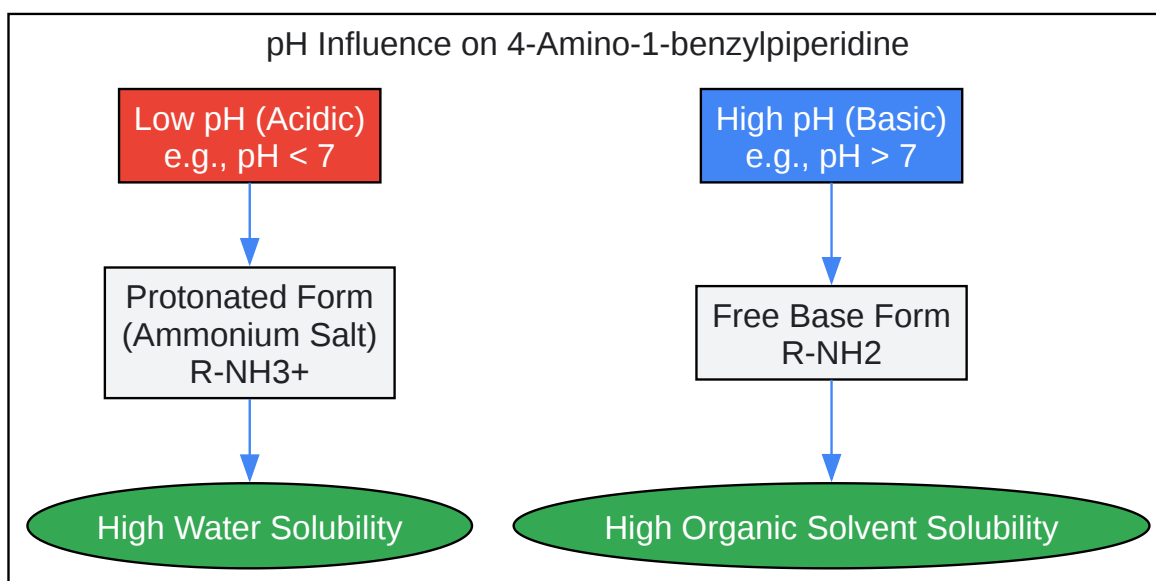 pH Influence on 4-Amino-1-benzylpiperidine
Low pH (Acidic)
e.g., pH < 7
High pH (Basic)
e.g., pH > 7
Protonated Form
(Ammonium Salt)
R-NH3+
Free Base Form
R-NH2
High Water Solubility
High Organic Solvent Solubility